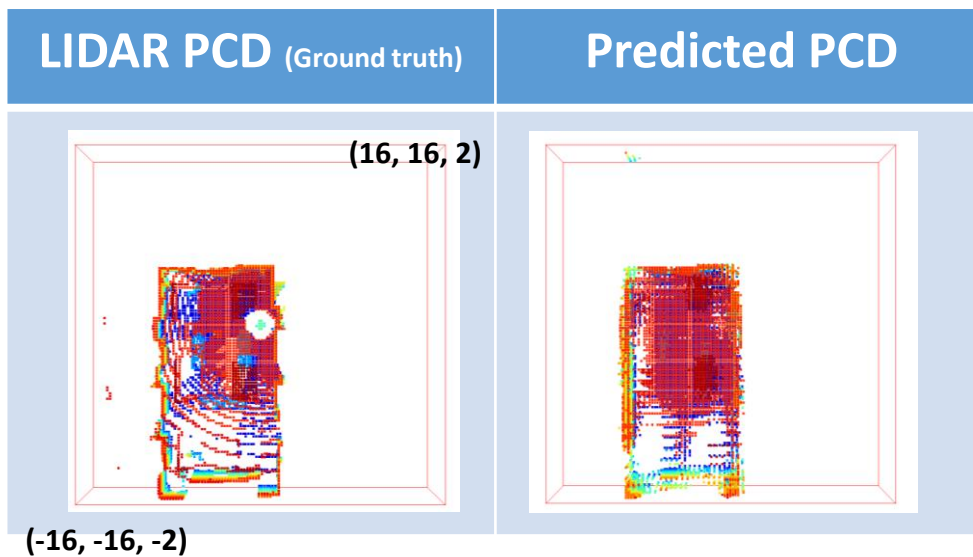 LIDAR PCD (Ground truth)
Predicted PCD
(16, 16, 2)
(-16, -16, -2)